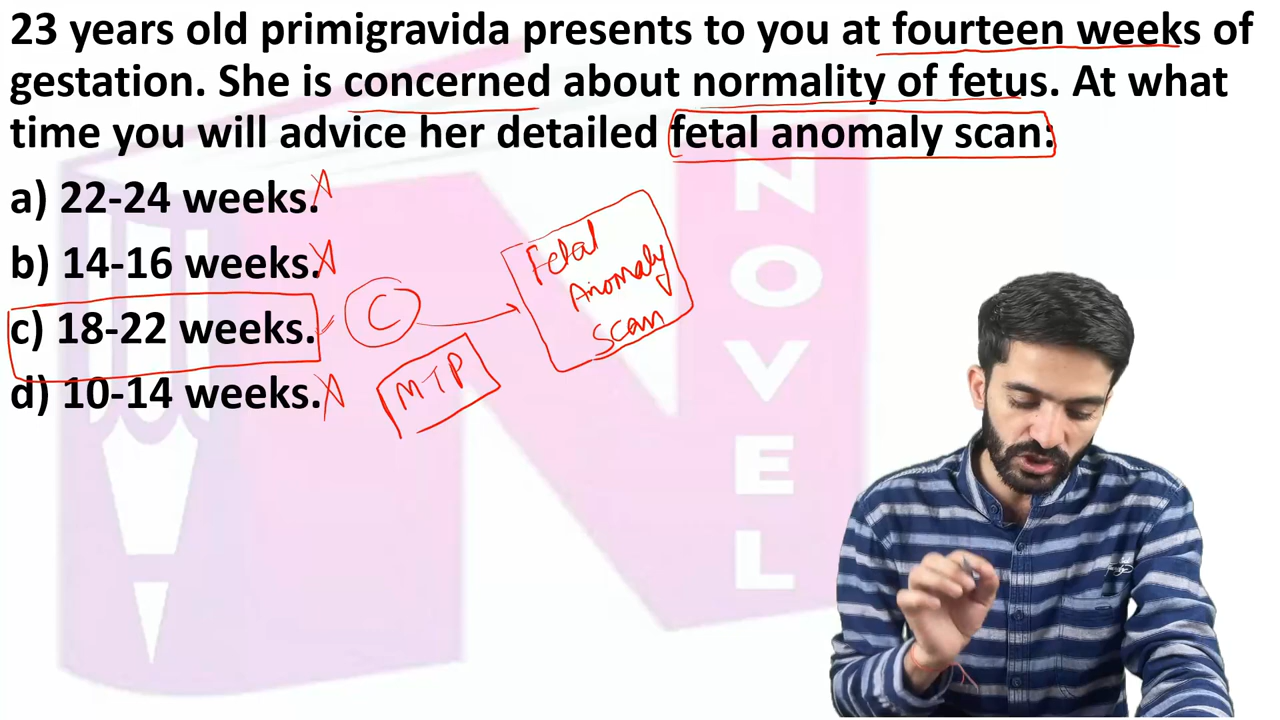 23 years old primigravida presents to you at fourteen weeks of
gestation. She is concerned about normality of fetus. At what
time you will advice her detailed fetal anomaly scan:
a) 22-24 weeks.
b) 14-16 weeks.
c) 18-22 weeks.
d) 10-14 weeks.
C
MTP
Fetal
Anomaly
Scan
NOVEL